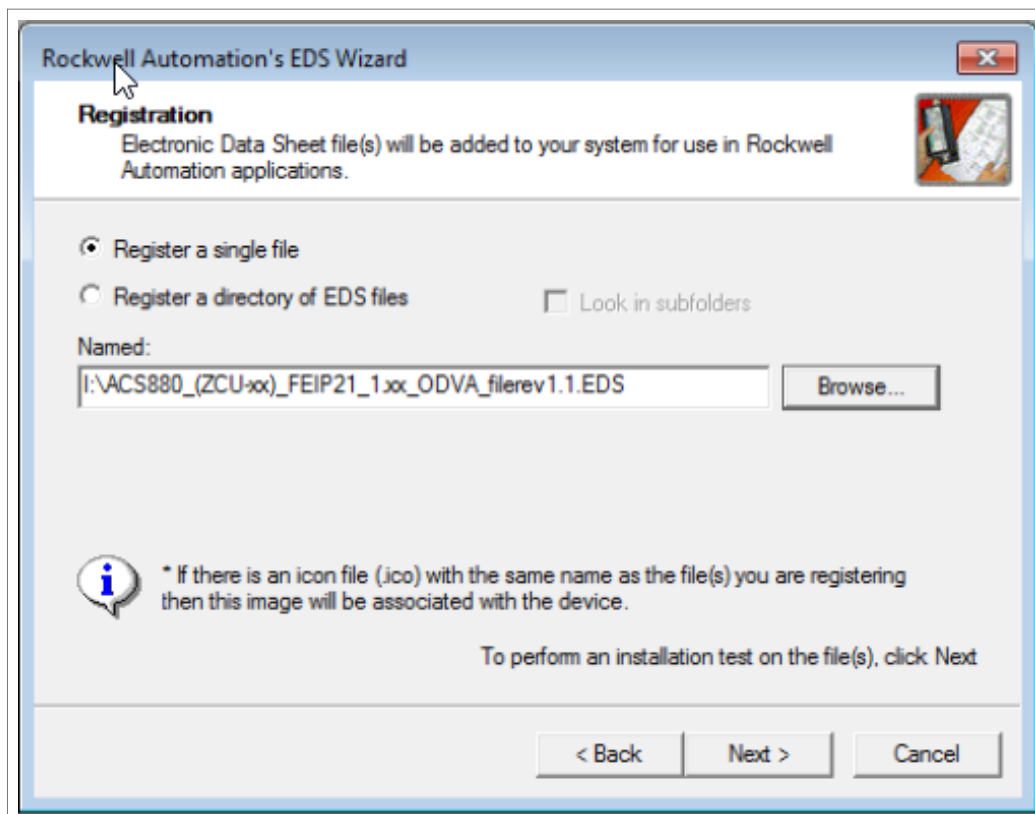 Rockwell Automation's EDS Wizard
Registration
Electronic Data Sheet file(s) will be added to your system for use in Rockwell
Automation applications.
Register a single file
Register a directory of EDS files
Look in subfolders
Named:
I:\ACS880_(ZCU-xx)_FEIP21_1.xx_ODVA_filerev1.1.EDS
Browse...
* If there is an icon file (.ico) with the same name as the file(s) you are registering
then this image will be associated with the device.
To perform an installation test on the file(s), click Next
< Back
Next >
Cancel